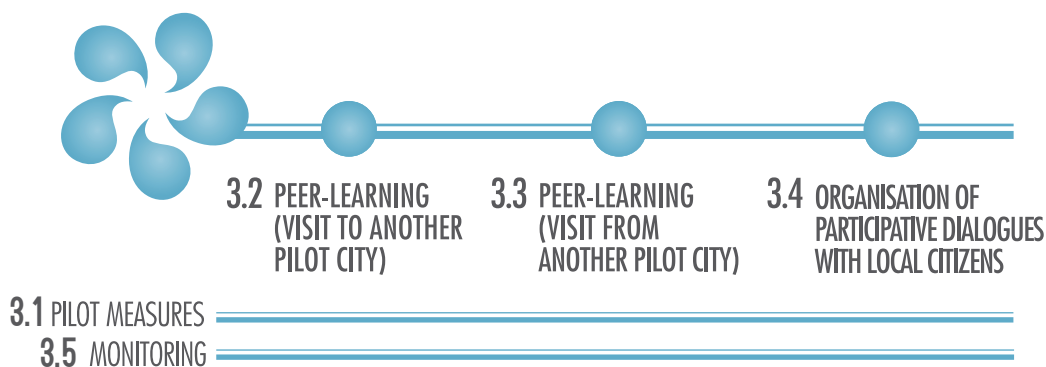 3.2 PEER-LEARNING
(VISIT TO ANOTHER
PILOT CITY)
3.3 PEER-LEARNING
(VISIT FROM
ANOTHER PILOT CITY)
3.4 ORGANISATION OF
PARTICIPATIVE DIALOGUES
WITH LOCAL CITIZENS
3.1 PILOT MEASURES
3.5 MONITORING